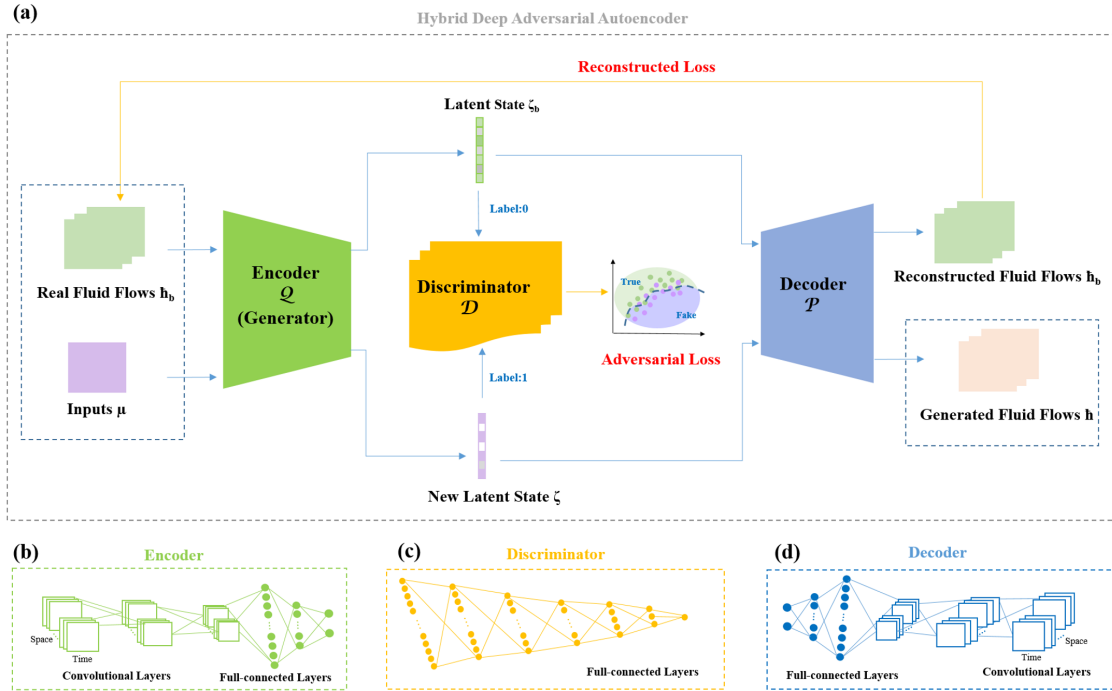 (a)
Hybrid Deep Adversarial Autoencoder
Reconstructed Loss
Latent State ζb
Label:0
Real Fluid Flows ħb
Encoder
𝒬
(Generator)
Discriminator
𝒟
True
Fake
Adversarial Loss
Decoder
𝒫
Reconstructed Fluid Flows ħb
Inputs μ
Label:1
Generated Fluid Flows ħ
New Latent State ζ
(b)
Encoder
Space
Time
Convolutional Layers
Full-connected Layers
(c)
Discriminator
Full-connected Layers
(d)
Decoder
Full-connected Layers
Time
Space
Convolutional Layers